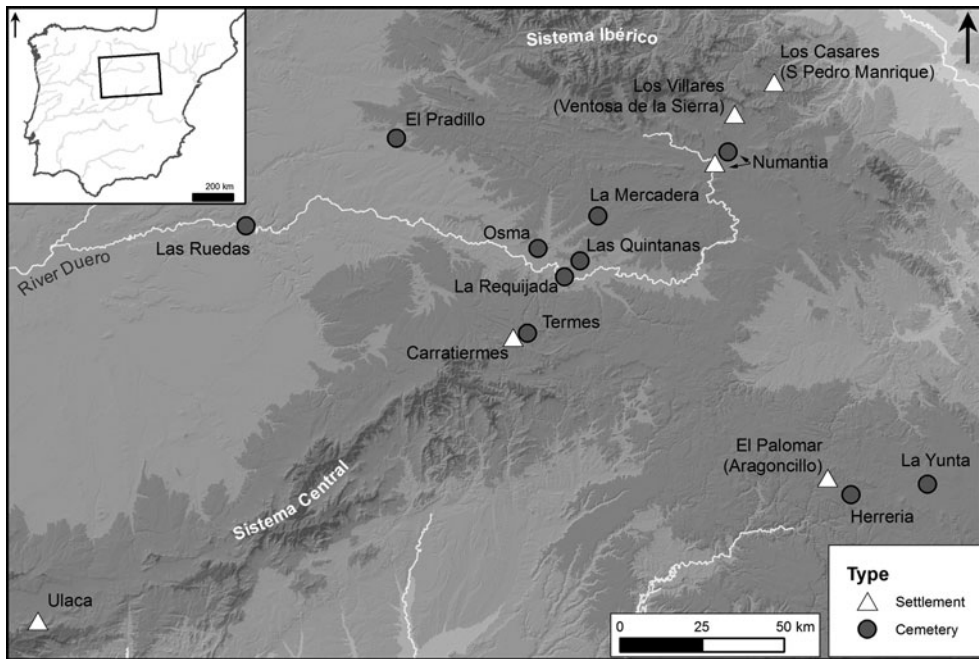 200 km
Sistema Ibérico
Los Casares
(S Pedro Manrique)
Los Villares
(Ventosa de la Sierra)
El Pradillo
Numantia
La Mercadera
Las Ruedas
Osma
Las Quintanas
River Duero
La Requijada
Termes
Carratiermes
Sistema Central
El Palomar
(Aragoncillo)
La Yunta
Herreria
Ulaca
Type
Settlement
Cemetery
0 25 50 km